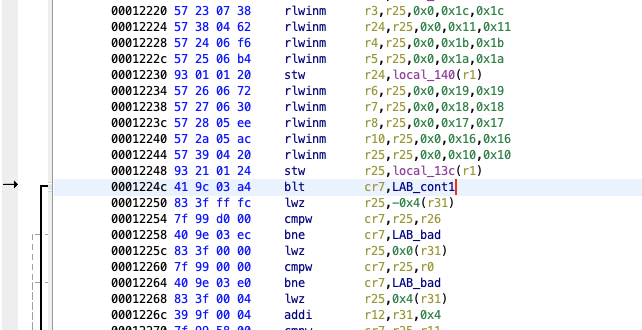 00012220 57 23 07 38 rlwinm r3,r25,0x0,0x1c,0x1c
00012224 57 38 04 62 rlwinm r24,r25,0x0,0x11,0x11
00012228 57 24 06 f6 rlwinm r4,r25,0x0,0x1b,0x1b
0001222c 57 25 06 b4 rlwinm r5,r25,0x0,0x1a,0x1a
00012230 93 01 01 20 stw r24,local_140(r1)
00012234 57 26 06 72 rlwinm r6,r25,0x0,0x19,0x19
00012238 57 27 06 30 rlwinm r7,r25,0x0,0x18,0x18
0001223c 57 28 05 ee rlwinm r8,r25,0x0,0x17,0x17
00012240 57 2a 05 ac rlwinm r10,r25,0x0,0x16,0x16
00012244 57 39 04 20 rlwinm r25,r25,0x0,0x10,0x10
00012248 93 21 01 24 stw r25,local_13c(r1)
0001224c 41 9c 03 a4 blt cr7,LAB_cont1
00012250 83 3f ff fc lwz r25,-0x4(r31)
00012254 7f 99 d0 00 cmpw cr7,r25,r26
00012258 40 9e 03 ec bne cr7,LAB_bad
0001225c 83 3f 00 00 lwz r25,0x0(r31)
00012260 7f 99 00 00 cmpw cr7,r25,r0
00012264 40 9e 03 e0 bne cr7,LAB_bad
00012268 83 3f 00 04 lwz r25,0x4(r31)
0001226c 39 9f 00 04 addi r12,r31,0x4
00012270 7f 99 58 00 cmpw cr7,r25,r11